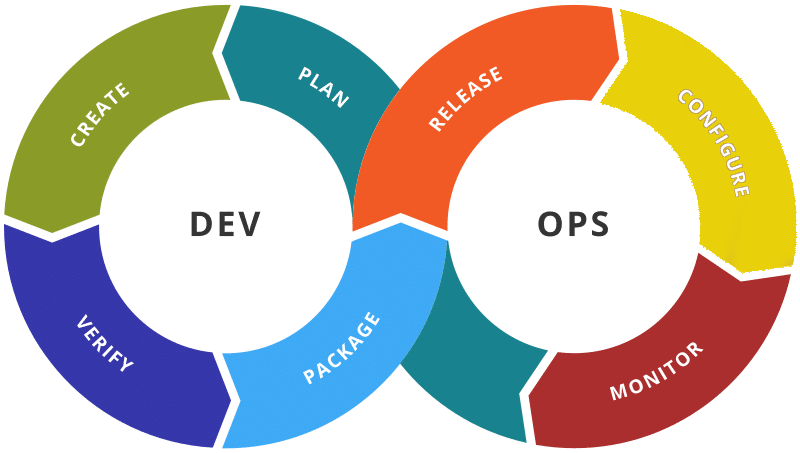 PLAN
CREATE
VERIFY
PACKAGE
RELEASE
CONFIGURE
MONITOR
DEV
OPS